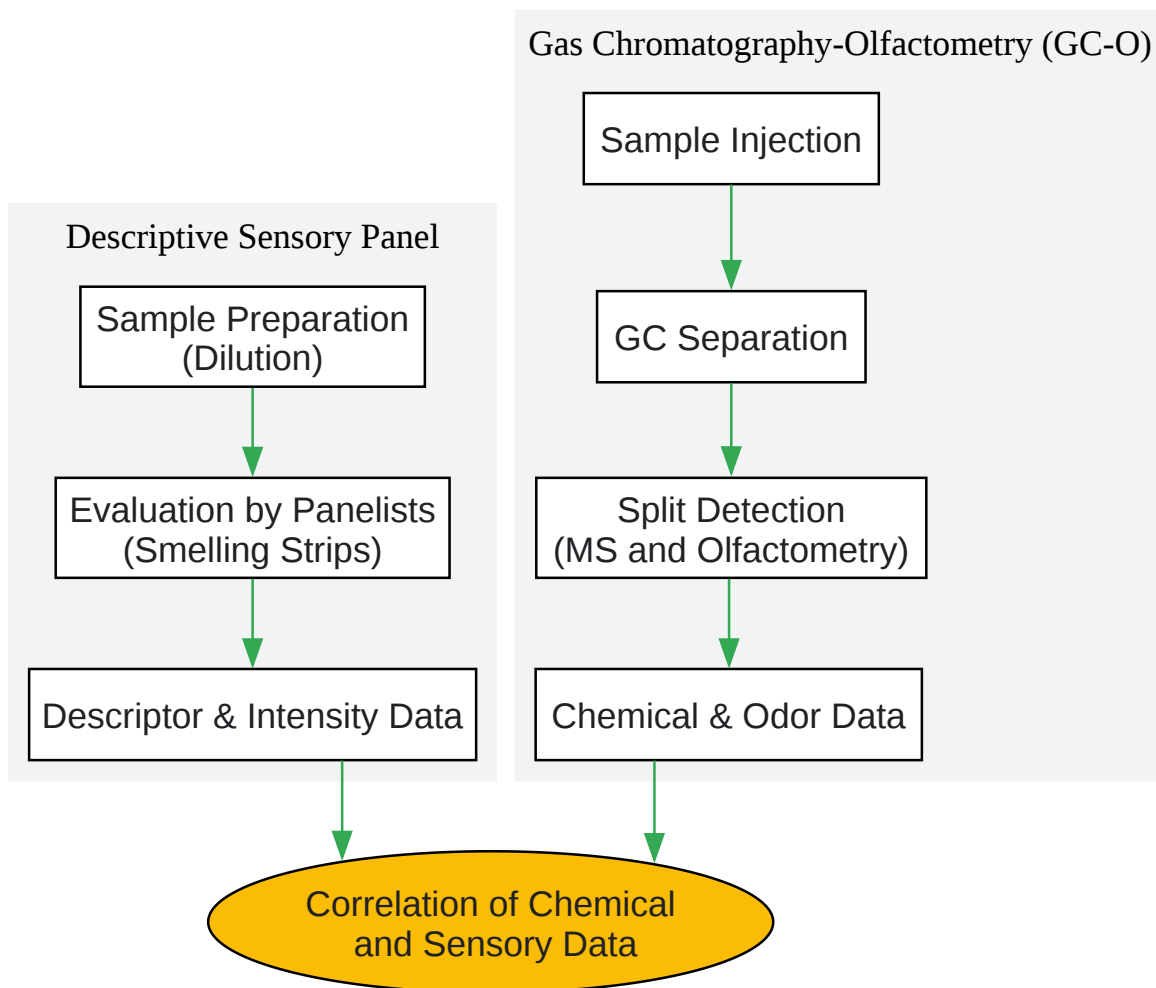 Gas Chromatography-Olfactometry (GC-O)
Sample Injection
GC Separation
Split Detection
(MS and Olfactometry)
Chemical & Odor Data
Descriptive Sensory Panel
Sample Preparation
(Dilution)
Evaluation by Panelists
(Smelling Strips)
Descriptor & Intensity Data
Correlation of Chemical
and Sensory Data